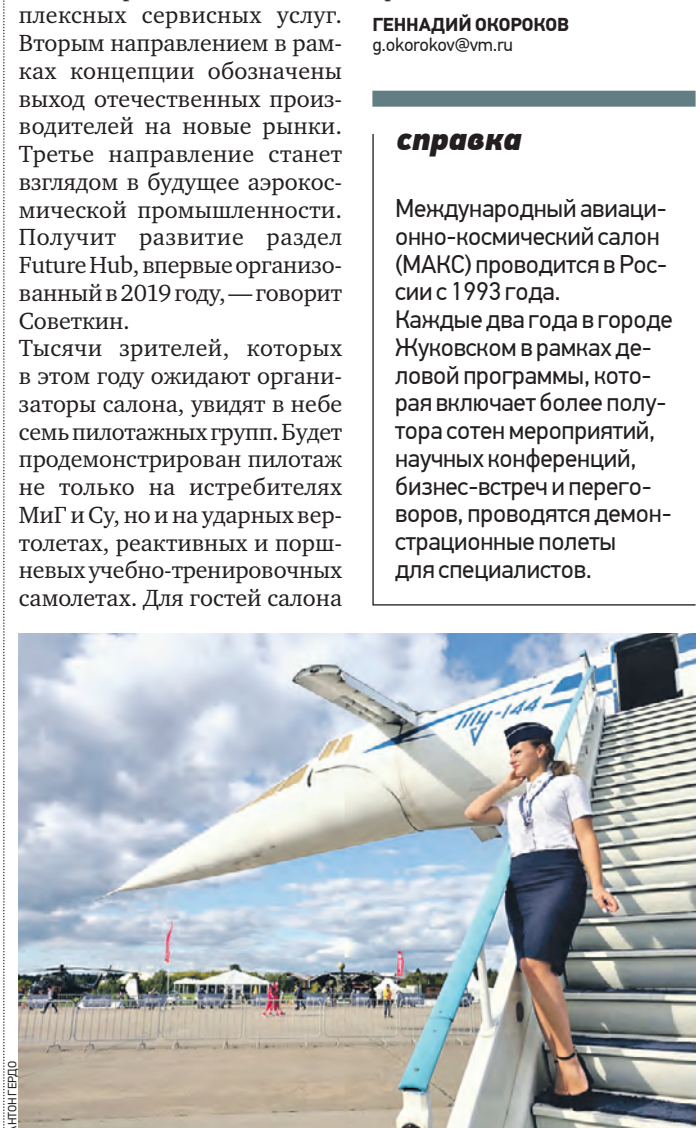 плексных сервисных услуг.
Вторым направлением в рам-
ках концепции обозначены
выход отечественных произ-
водителей на новые рынки.
Третье направление станет
взглядом в будущее аэрокос-
мической промышленности.
Получит развитие раздел
Future Hub, впервые организо-
ванный в 2019 году, — говорит
Советкин.
Тысячи зрителей, которых
в этом году ожидают органи-
заторы салона, увидят в небе
семь пилотажных групп. Будет
продемонстрирован пилотаж
не только на истребителях
МиГ и Су, но и на ударных вер-
толетах, реактивных и порш-
невых учебно-тренировочных
самолетах. Для гостей салона
ГЕННАДИЙ ОКОРОКОВ
g.okorokov@vm.ru
справка
Международный авиаци-
онно-космический салон
(МАКС) проводится в Рос-
сии с 1993 года.
Каждые два года в городе
Жуковском в рамках де-
ловой программы, кото-
рая включает более полу-
тора сотен мероприятий,
научных конференций,
бизнес-встреч и перего-
воров, проводятся демон-
страционные полеты
для специалистов.
Ту-144
АНТОН ГЕРДО